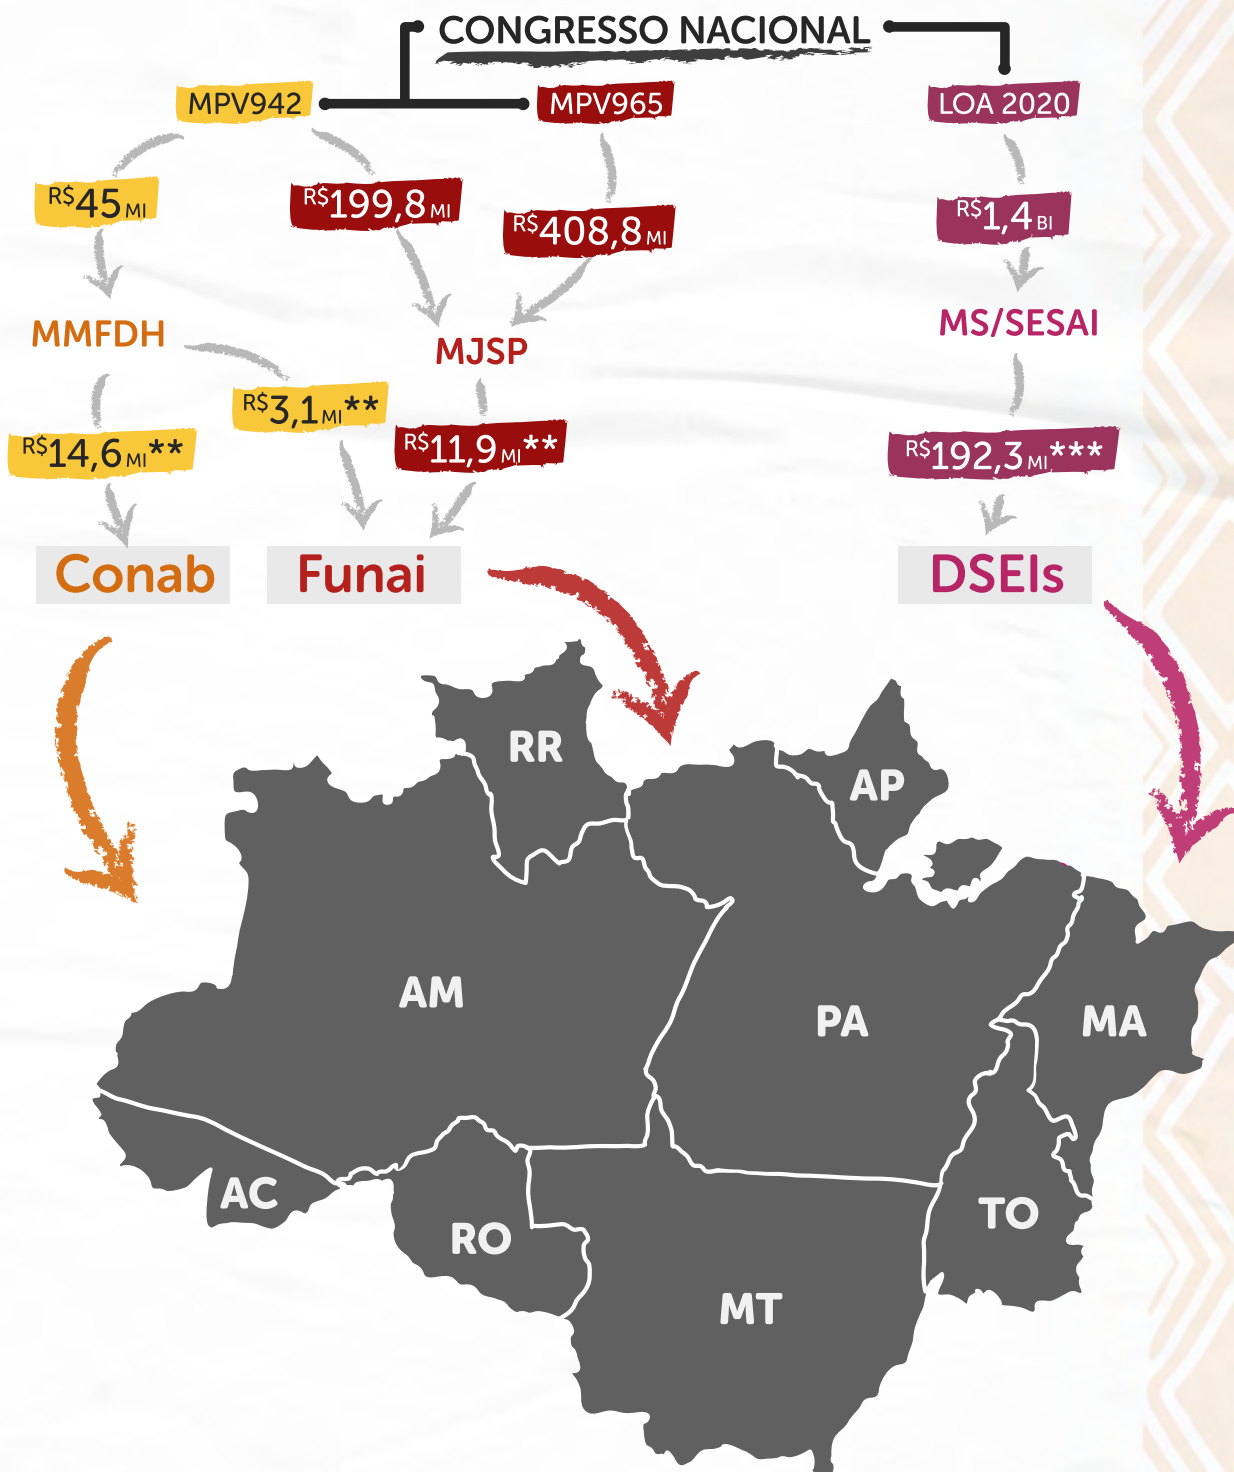 CONGRESSO NACIONAL
MPV942
MPV965
LOA 2020
R$45 MI
R$199,8 MI
R$408,8 MI
R$1,4 BI
MMFDH
MJSP
MS/SESAI
R$3,1 MI**
R$14,6 MI**
R$11,9 MI**
R$192,3 MI***
Conab
Funai
DSEIs
RR
AP
AM
PA
MA
AC
RO
TO
MT